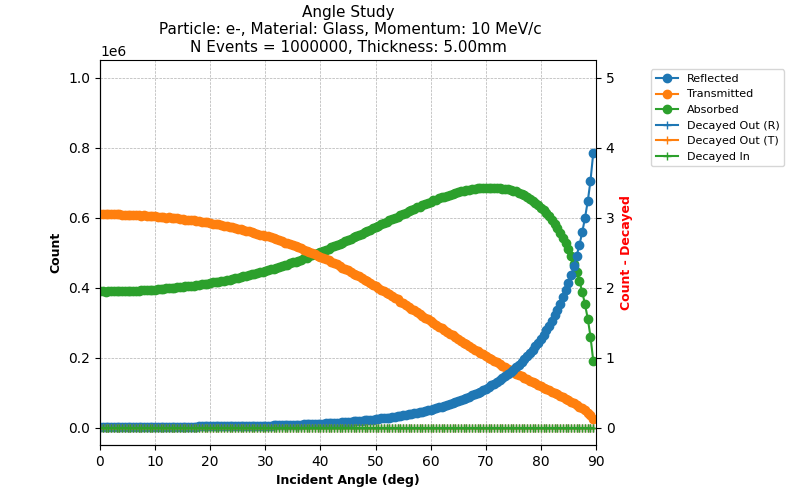 Angle Study
Particle: e-, Material: Glass, Momentum: 10 MeV/c
N Events = 1000000, Thickness: 5.00mm
1e6
1.0
0.8
0.6
0.4
0.2
0.0
Count
0 10 20 30 40 50 60 70 80 90
Incident Angle (deg)
5
4
3
2
1
0
Count - Decayed
Reflected
Transmitted
Absorbed
Decayed Out (R)
Decayed Out (T)
Decayed In